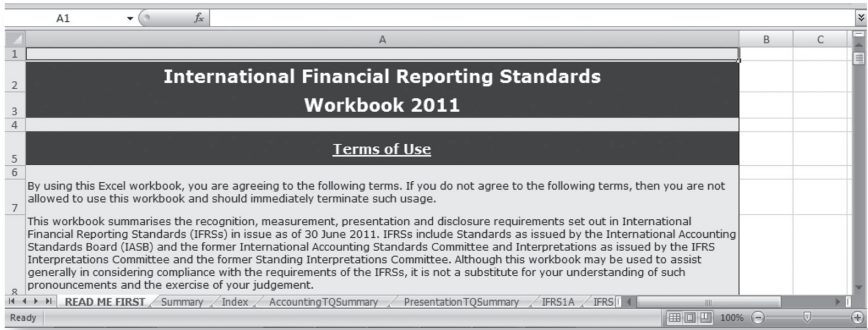 A1
fx
A B C
1
2 International Financial Reporting Standards
3 Workbook 2011
4
5 Terms of Use
6
By using this Excel workbook, you are agreeing to the following terms. If you do not agree to the following terms, then you are not
7 allowed to use this workbook and should immediately terminate such usage.
This workbook summarises the recognition, measurement, presentation and disclosure requirements set out in International
Financial Reporting Standards (IFRSs) in issue as of 30 June 2011. IFRSs include Standards as issued by the International Accounting
Standards Board (IASB) and the former International Accounting Standards Committee and Interpretations as issued by the IFRS
Interpretations Committee and the former Standing Interpretations Committee. Although this workbook may be used to assist
generally in considering compliance with the requirements of the IFRSs, it is not a substitute for your understanding of such
8 pronouncements and the exercise of your judgement.
READ ME FIRST Summary Index AccountingTQSummary PresentationTQSummary IFRS1A IFRS
Ready 100%